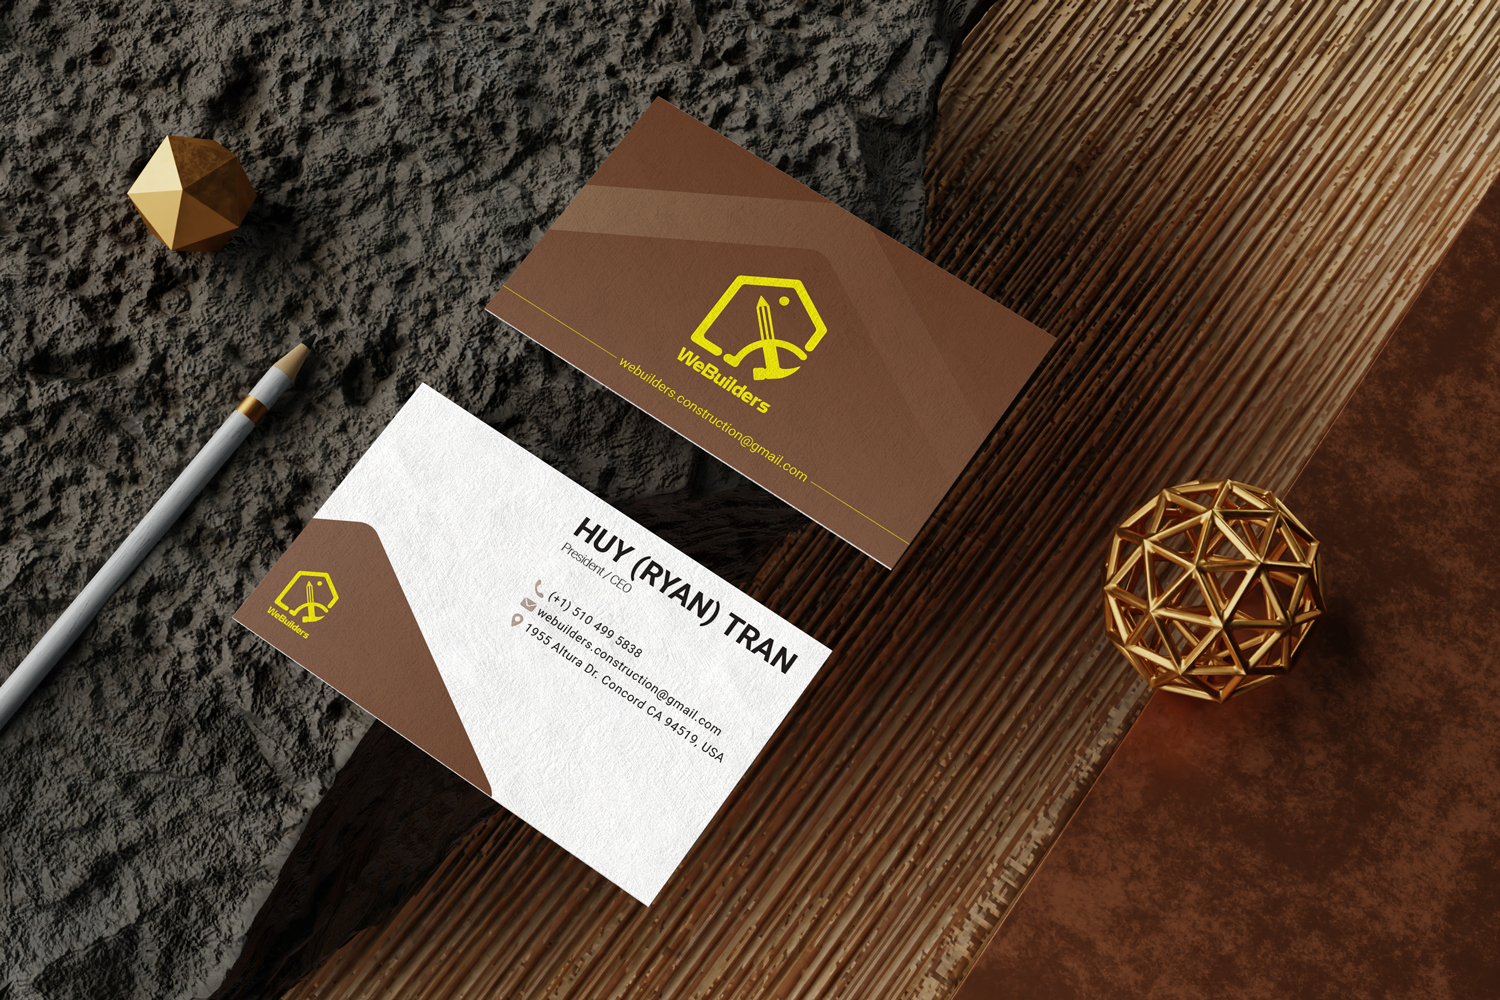 WeBuilders
webuilders.construction@gmail.com
HUY (RYAN) TRAN
President / CEO
(+1) 510 499 5838
webuilders.construction@gmail.com
1955 Altura Dr. Concord CA 94519, USA
WeBuilders